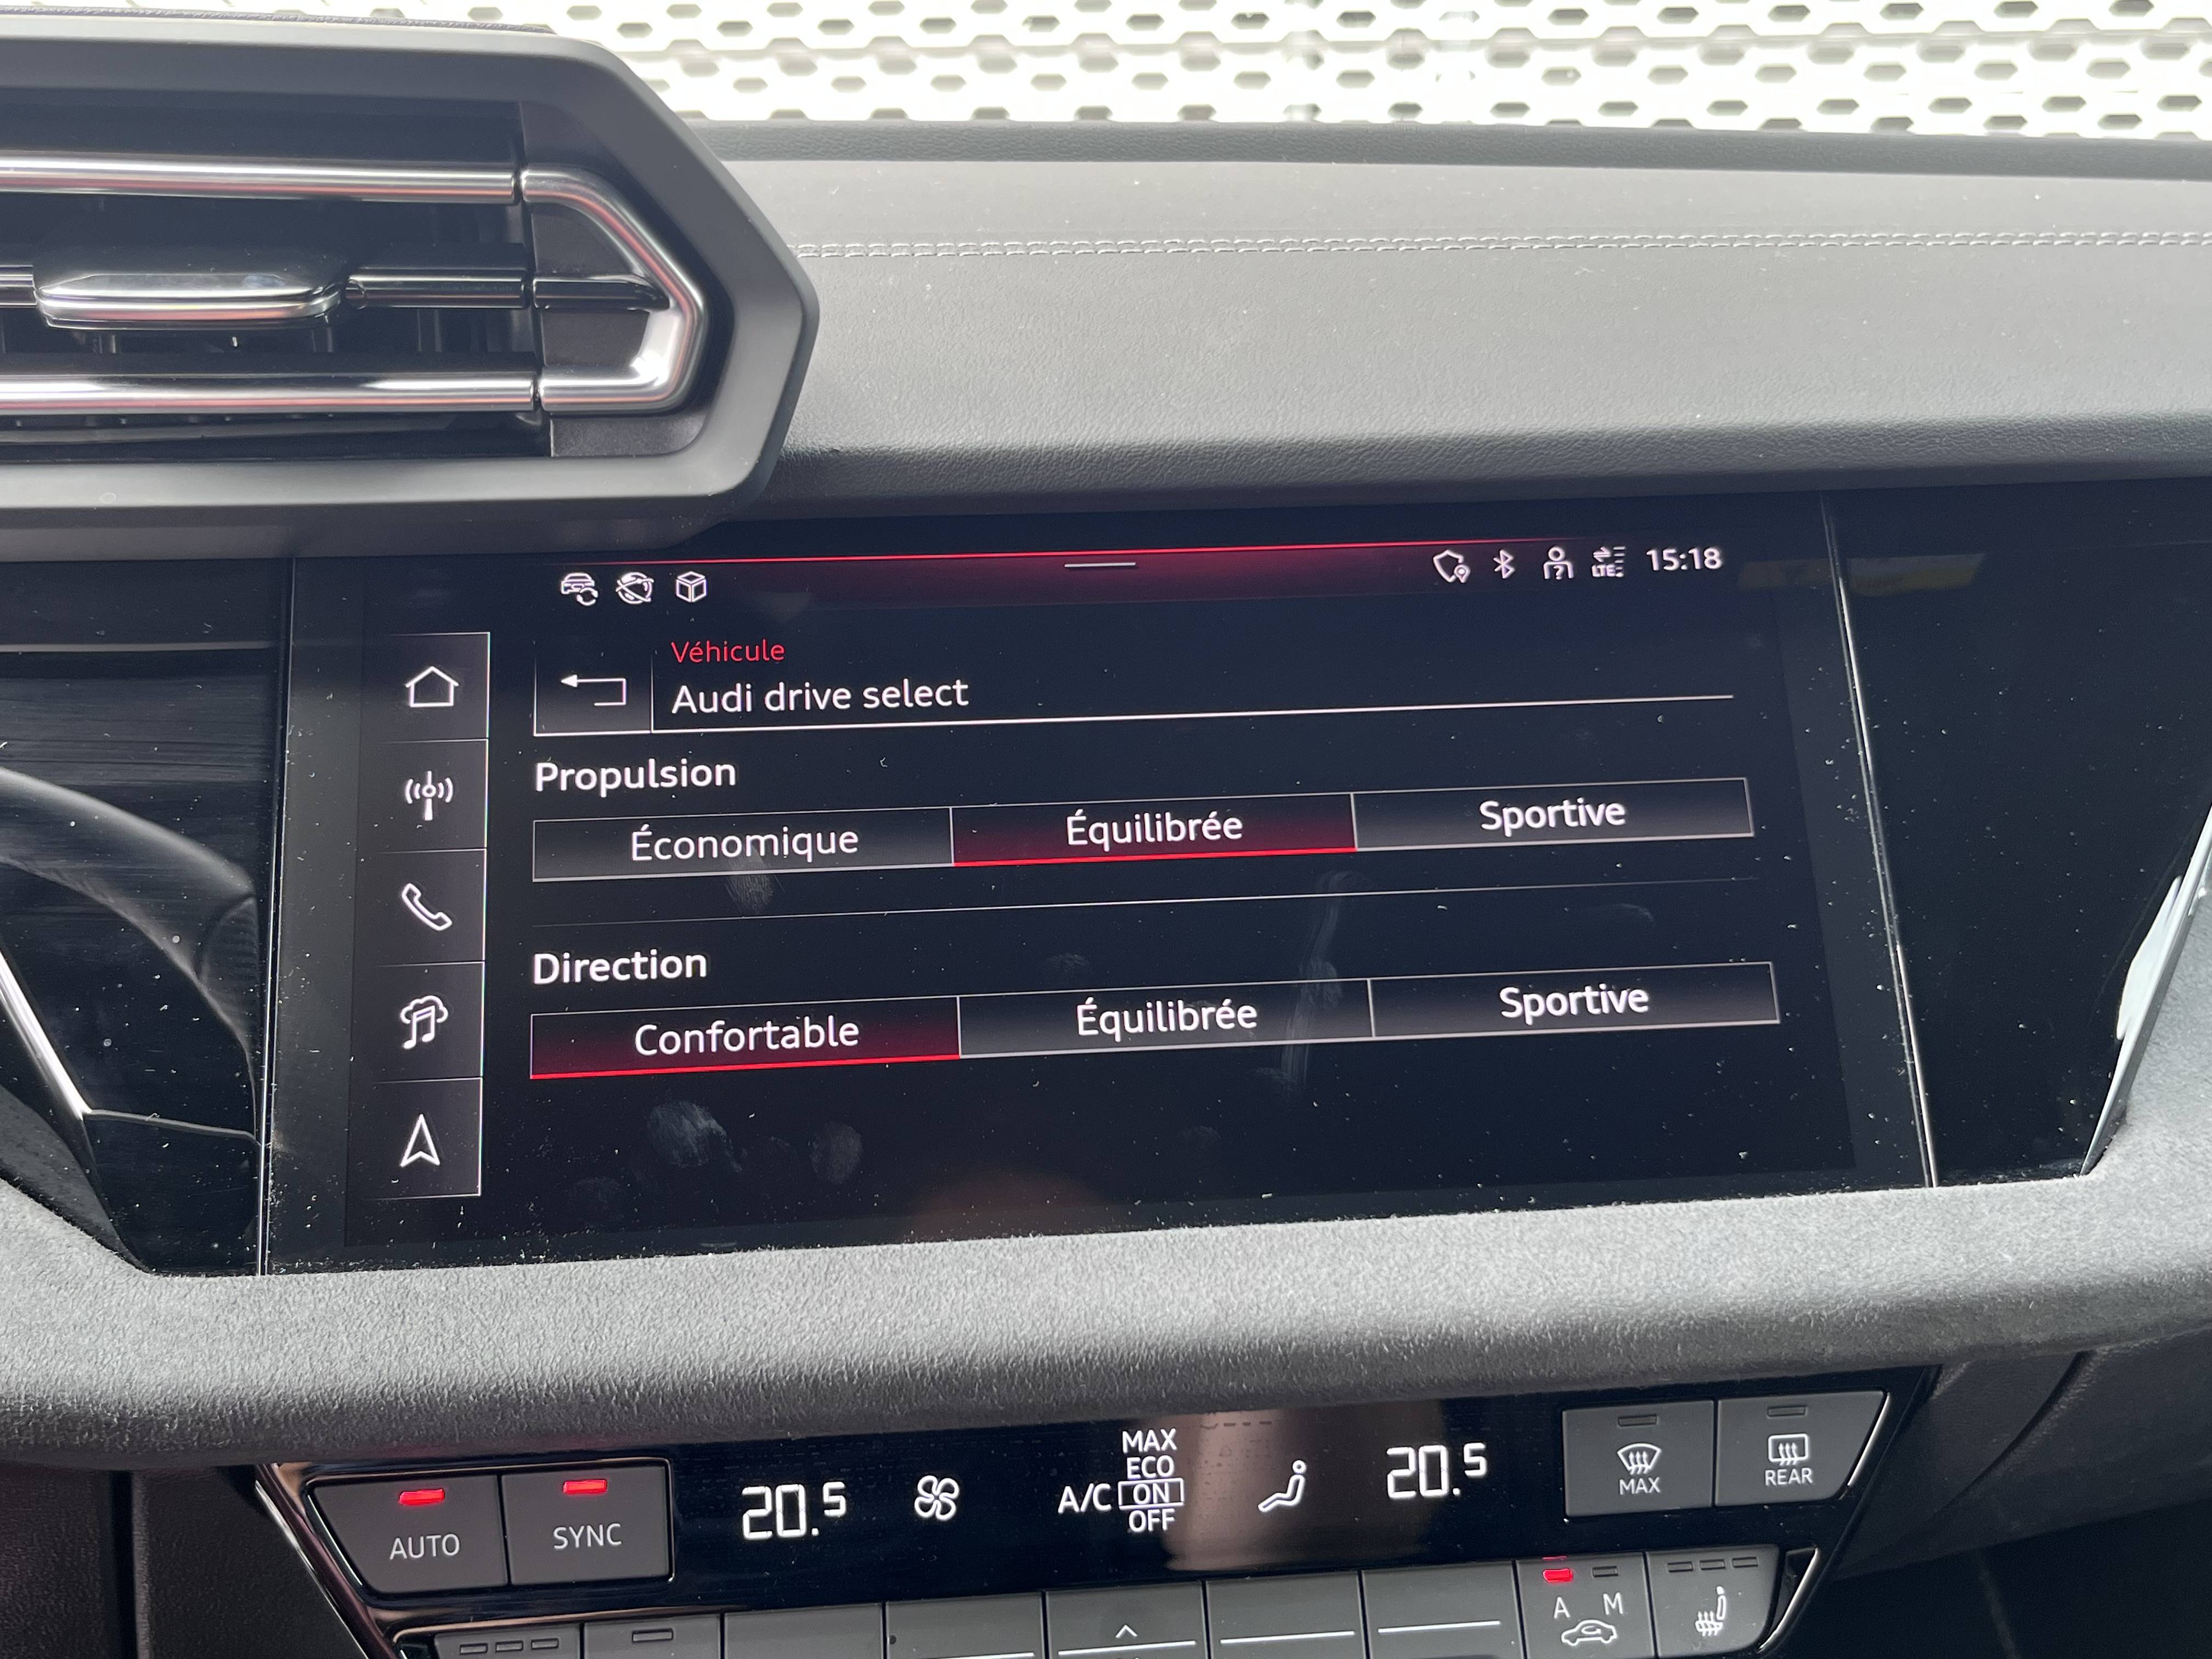 LTE 15:18
Véhicule
Audi drive select
Propulsion
Économique Équilibrée Sportive
Direction
Confortable Équilibrée Sportive
MAX
ECO
A/C ON
OFF
20.5 20.5
AUTO SYNC
MAX REAR
A M